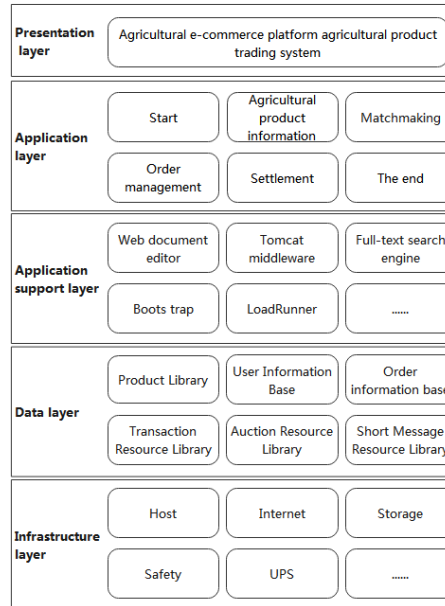 Presentation
layer
Agricultural e-commerce platform agricultural product
trading system
Application
layer
Start
Agricultural
product
information
Matchmaking
Order
management
Settlement
The end
Application
support layer
Web document
editor
Tomcat
middleware
Full-text search
engine
Boots trap
LoadRunner
......
Data layer
Product Library
User Information
Base
Order
information base
Transaction
Resource Library
Auction Resource
Library
Short Message
Resource Library
Infrastructure
layer
Host
Internet
Storage
Safety
UPS
......